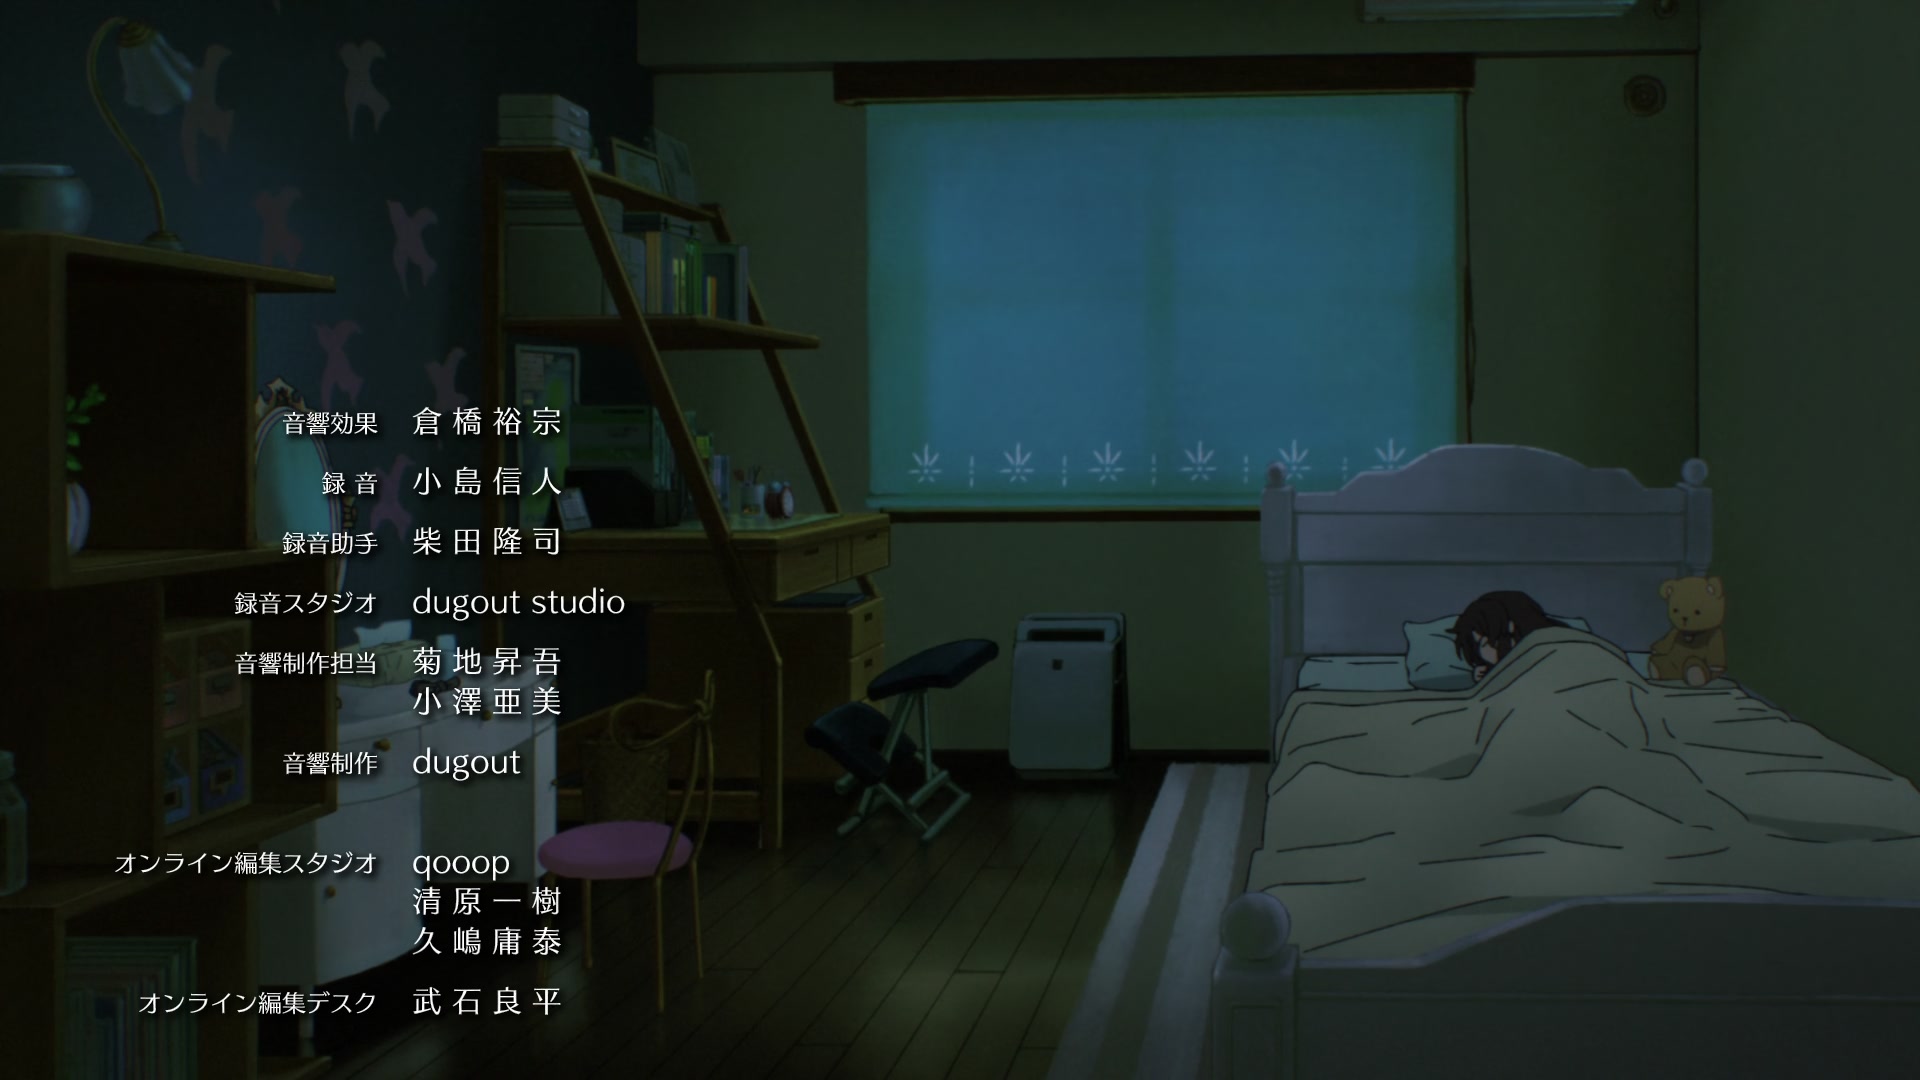 音響効果 倉橋裕宗
録音 小島信人
録音助手 柴田隆司
録音スタジオ dugout studio
音響制作担当 菊地昇吾
小澤亜美
音響制作 dugout
オンライン編集スタジオ qooop
清原一樹
久嶋庸泰
オンライン編集デスク 武石良平